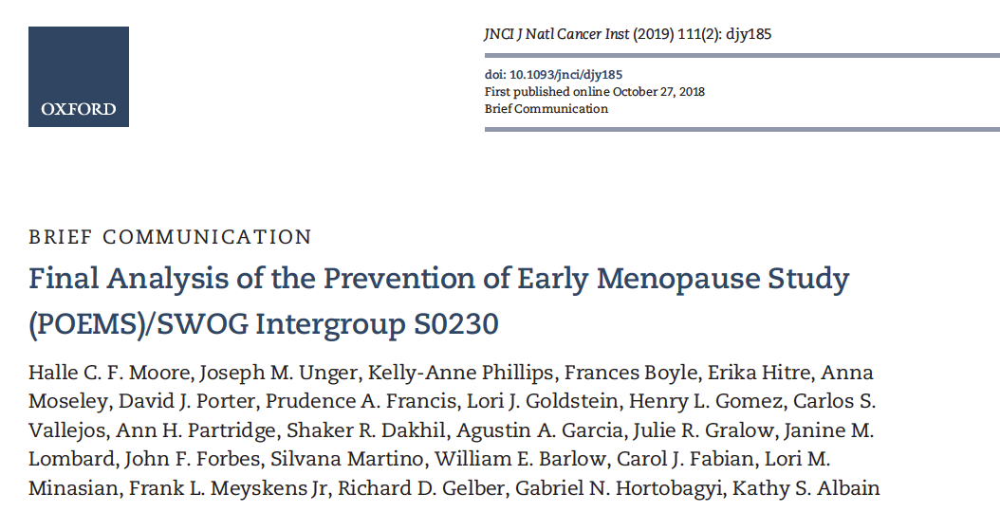 OXFORD
JNCI J Natl Cancer Inst (2019) 111(2): djy185
doi: 10.1093/jnci/djy185
First published online October 27, 2018
Brief Communication
BRIEF COMMUNICATION
Final Analysis of the Prevention of Early Menopause Study
(POEMS)/SWOG Intergroup S0230
Halle C. F. Moore, Joseph M. Unger, Kelly-Anne Phillips, Frances Boyle, Erika Hitre, Anna
Moseley, David J. Porter, Prudence A. Francis, Lori J. Goldstein, Henry L. Gomez, Carlos S.
Vallejos, Ann H. Partridge, Shaker R. Dakhil, Agustin A. Garcia, Julie R. Gralow, Janine M.
Lombard, John F. Forbes, Silvana Martino, William E. Barlow, Carol J. Fabian, Lori M.
Minasian, Frank L. Meyskens Jr, Richard D. Gelber, Gabriel N. Hortobagyi, Kathy S. Albain